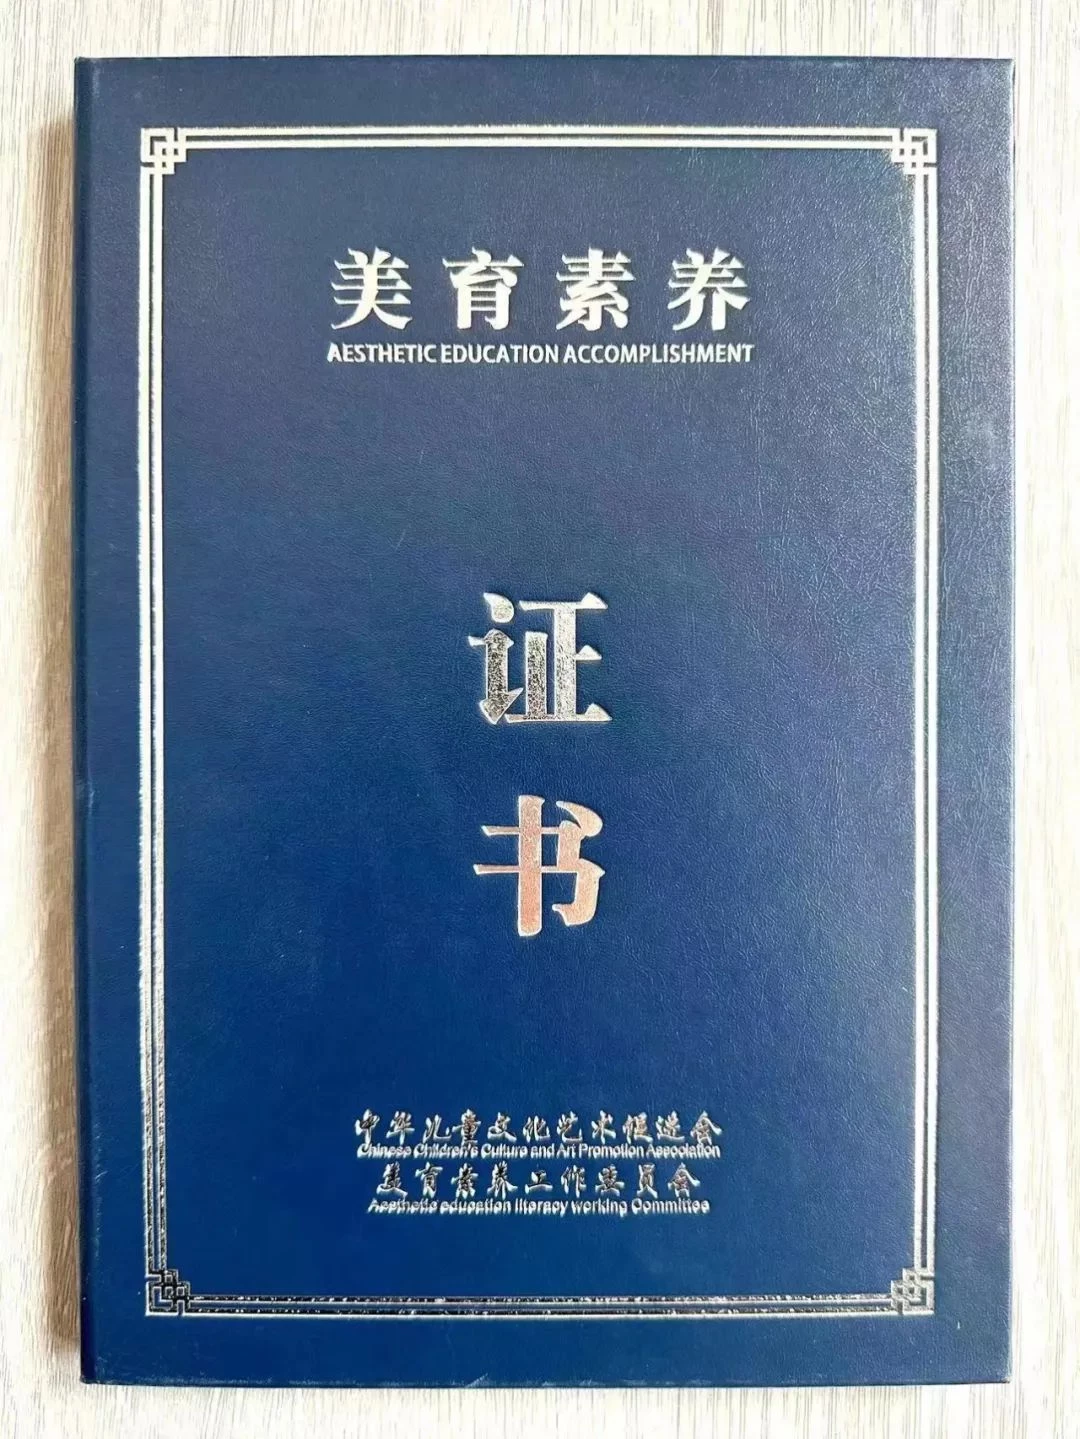 美育素养
AESTHETIC EDUCATION ACCOMPLISHMENT
证
书
中华儿童文化艺术促进会
Chinese Children's Culture and Art Promotion Association
美育素养工作委员会
Aesthetic education literacy working Committee